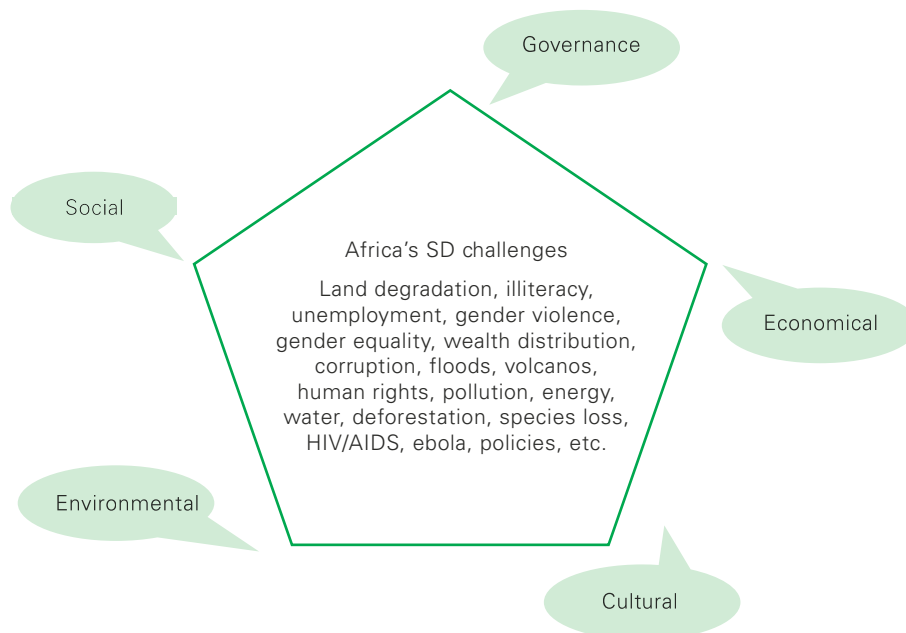 Governance
Social
Africa's SD challenges
Land degradation, illiteracy,
unemployment, gender violence,
gender equality, wealth distribution,
corruption, floods, volcanos,
human rights, pollution, energy,
water, deforestation, species loss,
HIV/AIDS, ebola, policies, etc.
Economical
Environmental
Cultural